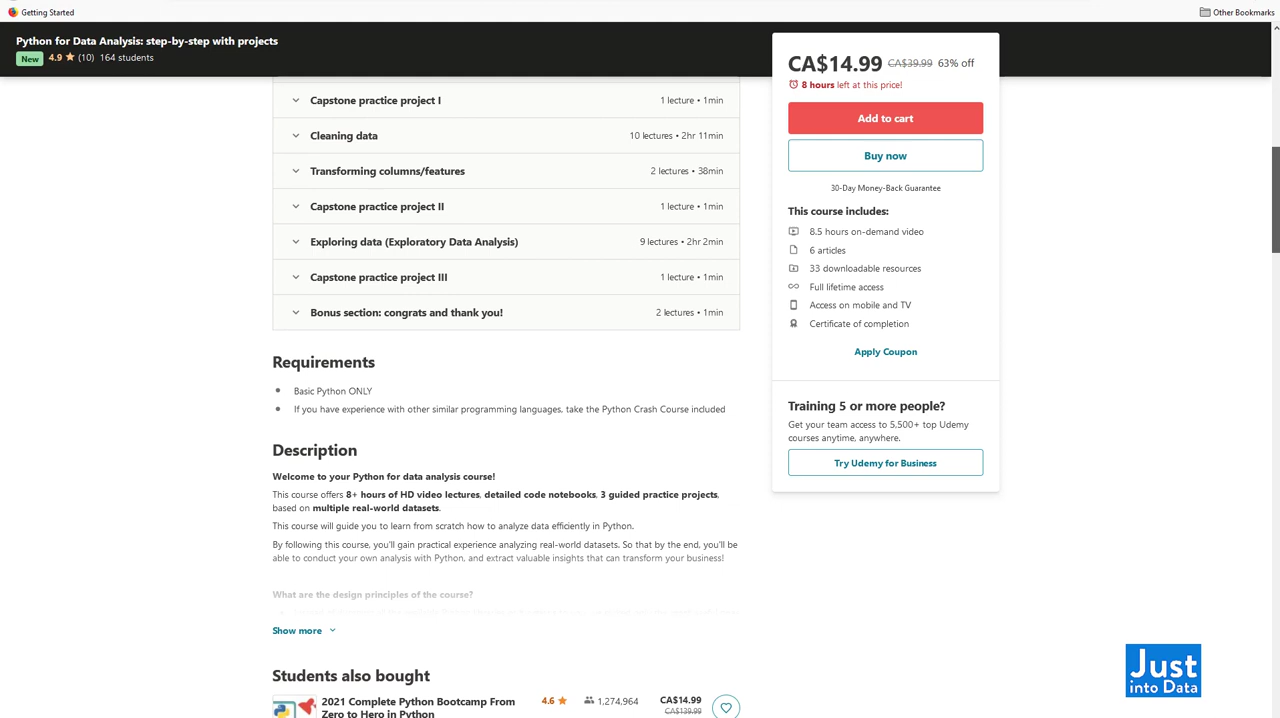 Getting Started
Other Bookmarks
Python for Data Analysis: step-by-step with projects
New 4.9 (10) 164 students
Capstone practice project I 1 lecture • 1min
Cleaning data 10 lectures • 2hr 11min
Transforming columns/features 2 lectures • 38min
Capstone practice project II 1 lecture • 1min
Exploring data (Exploratory Data Analysis) 9 lectures • 2hr 2min
Capstone practice project III 1 lecture • 1min
Bonus section: congrats and thank you! 2 lectures • 1min
Requirements
Basic Python ONLY
If you have experience with other similar programming languages, take the Python Crash Course included
Description
Welcome to your Python for data analysis course!
This course offers 8+ hours of HD video lectures, detailed code notebooks, 3 guided practice projects,
based on multiple real-world datasets.
This course will guide you to learn from scratch how to analyze data efficiently in Python.
By following this course, you'll gain practical experience analyzing real-world datasets. So that by the end, you'll be
able to conduct your own analysis with Python, and extract valuable insights that can transform your business!
What are the design principles of the course?
Show more
Students also bought
2021 Complete Python Bootcamp From
Zero to Hero in Python
4.6 1,274,964 CA$14.99
CA$139.99
CA$14.99 CA$39.99 63% off
8 hours left at this price!
Add to cart
Buy now
30-Day Money-Back Guarantee
This course includes:
8.5 hours on-demand video
6 articles
33 downloadable resources
Full lifetime access
Access on mobile and TV
Certificate of completion
Apply Coupon
Training 5 or more people?
Get your team access to 5,500+ top Udemy
courses anytime, anywhere.
Try Udemy for Business
Just
into Data